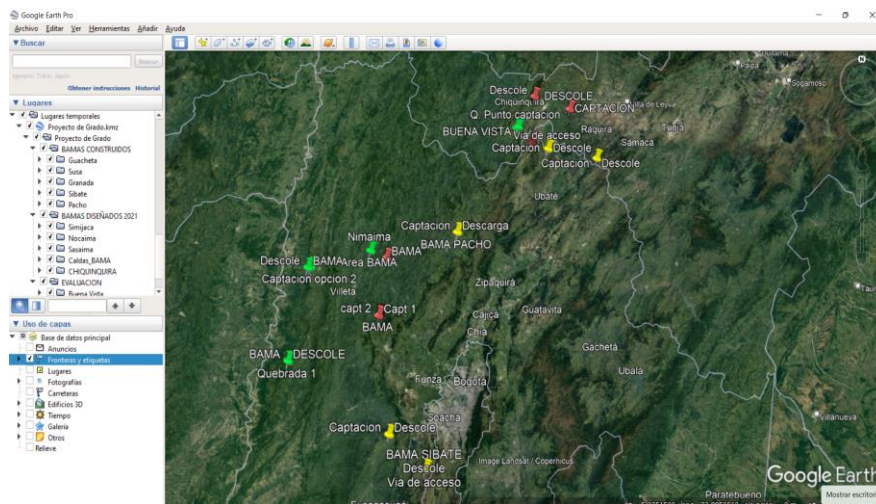 Google Earth Pro
Archivo Editar Ver Herramientas Añadir Ayuda
Buscar
Buscar
Obtener instrucciones Historial
Lugares
Lugares temporales
Proyecto de Grado.kmz
Proyecto de Grado
BAMAS CONSTRUIDOS
Guacheta
Susa
Granada
Sibate
Pacho
BAMAS DISEÑADOS 2021
Simijaca
Nocaima
Sasaima
Caldas_BAMA
CHIQUINQUIRA
EVALUACION
Buena Vista
Uso de capas
Base de datos principal
Anuncios
Fronteras y etiquetas
Lugares
Fotografías
Carreteras
Edificios 3D
Tiempo
Galería
Otros
Relieve
Paipa
Sogamoso
Descole DESCOLE
Chiquinquirá
CAPTACION
Villa de Leyva
Q. Punto captacion
BUENA VISTA
Via de acceso
Ráquira
Tunja
Samacá
Captacion Descole
Captacion Descole
Ubaté
Captacion Descarga
BAMA PACHO
Nimaima
BAMA
Area BAMA
Descole BAMA
Captacion opcion 2
Villeta
Zipaquirá
capt 2 Capt 1
BAMA
Cajicá
Guatavita
Chía
Gachetá
BAMA DESCOLE
Quebrada 1
Ubalá
Funza
Bogotá
Soacha
Villanueva
Captacion Descole
BAMA SIBATE
Descole
Via de acceso
Image Landsat / Copernicus
Google Earth
Paratebueno
Mostrar escritor